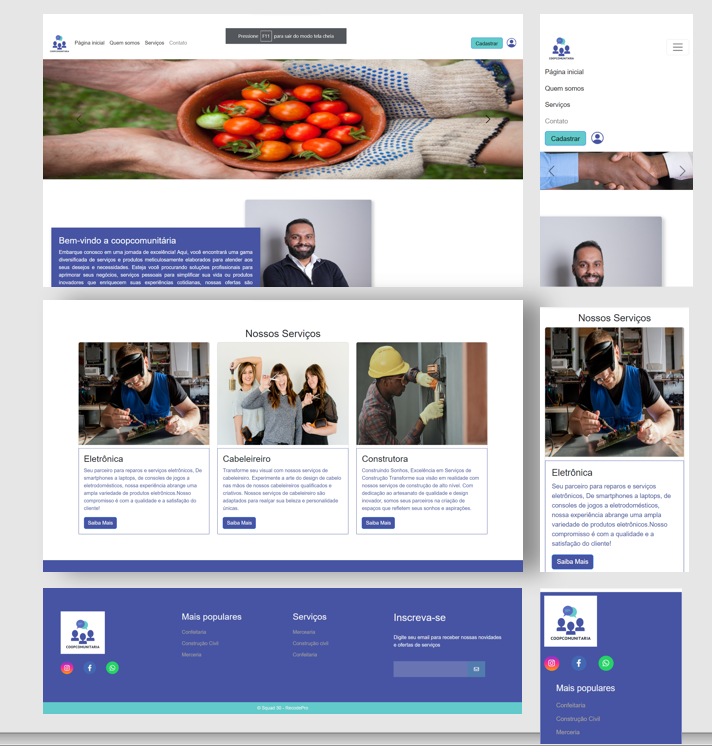 Pressione F11 para sair do modo tela cheia
COOPCOMUNITARIA
Página inicial Quem somos Serviços Contato
Cadastrar
Bem-vindo a coopcomunitária
Embarque conosco em uma jornada de excelência! Aqui, você encontrará uma gama
diversificada de serviços e produtos meticulosamente elaborados para atender aos
seus desejos e necessidades. Esteja você procurando soluções profissionais para
aprimorar seus negócios, serviços pessoais para simplificar sua vida ou produtos
inovadores que enriquecem suas experiências cotidianas, nossas ofertas são
COOPCOMUNITARIA
Página inicial
Quem somos
Serviços
Contato
Cadastrar
Nossos Serviços
Eletrônica
Seu parceiro para reparos e serviços eletrônicos, De
smartphones a laptops, de consoles de jogos a
eletrodomésticos, nossa experiência abrange uma
ampla variedade de produtos eletrônicos.Nosso
compromisso é com a qualidade e a satisfação do
cliente!
Saiba Mais
Cabeleireiro
Transforme seu visual com nossos serviços de
cabeleireiro. Experimente a arte do design de cabelo
nas mãos de nossos cabeleireiros qualificados e
criativos. Nossos serviços de cabeleireiro são
adaptados para realçar sua beleza e personalidade
únicas.
Saiba Mais
Construtora
Construindo Sonhos, Excelência em Serviços de
Construção Transforme sua visão em realidade com
nossos serviços de construção de alto nível. Com
dedicação ao artesanato de qualidade e design
inovador, somos seus parceiros na criação de
espaços que refletem seus sonhos e aspirações.
Saiba Mais
Nossos Serviços
Eletrônica
Seu parceiro para reparos e serviços
eletrônicos, De smartphones a laptops, de
consoles de jogos a eletrodomésticos,
nossa experiência abrange uma ampla
variedade de produtos eletrônicos.Nosso
compromisso é com a qualidade e a
satisfação do cliente!
Saiba Mais
COOPCOMUNITARIA
Mais populares
Confeitaria
Construção Civil
Merceria
Serviços
Merceearia
Construção civil
Confeitaria
Inscreva-se
Digite seu email para receber nossas novidades
e ofertas de serviços
COOPCOMUNITARIA
Mais populares
Confeitaria
Construção Civil
Merceria